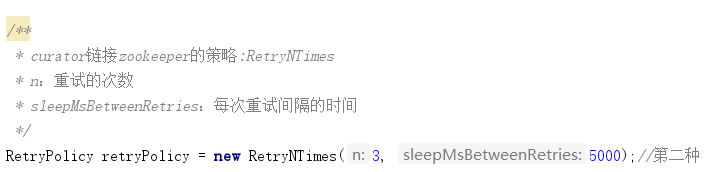 /**
 * curator链接zookeeper的策略:RetryNTimes
 * n：重试的次数
 * sleepMsBetweenRetries：每次重试间隔的时间
 */
RetryPolicy retryPolicy = new RetryNTimes( n: 3, sleepMsBetweenRetries: 5000);//第二种